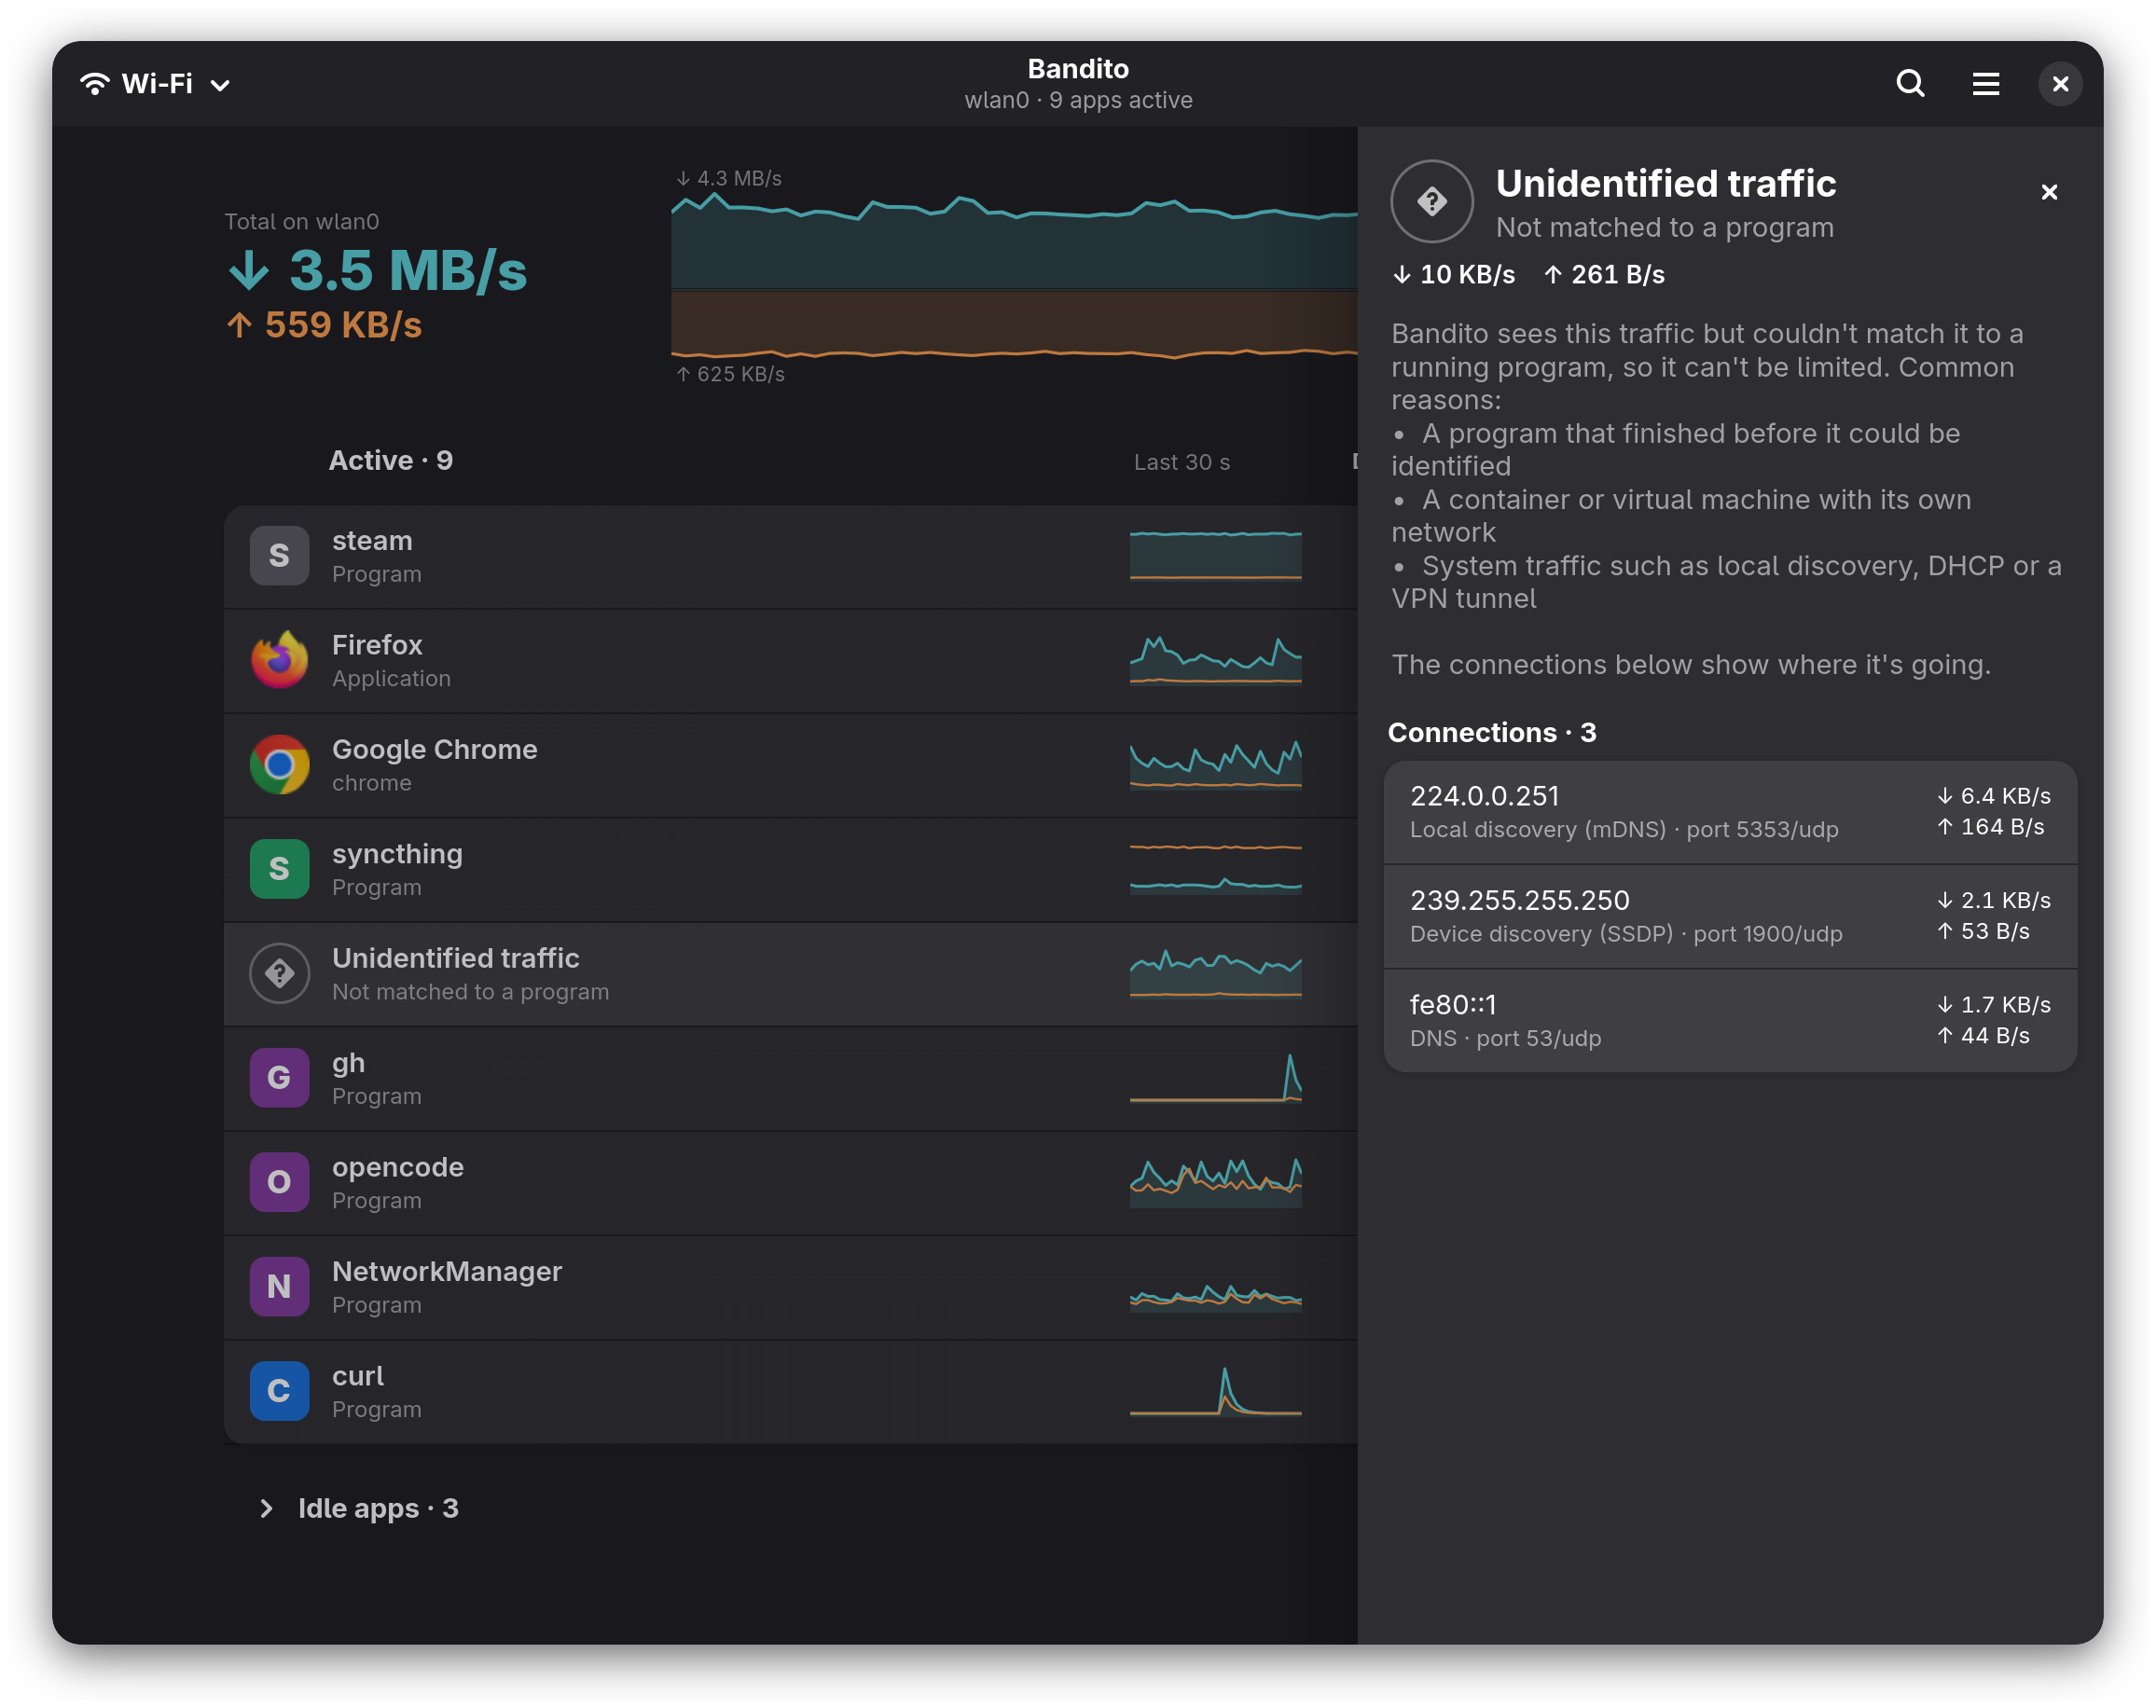 Wi-Fi
Bandito
wlan0 · 9 apps active
Total on wlan0
↓ 3.5 MB/s
↑ 559 KB/s
↓ 4.3 MB/s
↑ 625 KB/s
Active · 9
Last 30 s
S
steam
Program
Firefox
Application
Google Chrome
chrome
S
syncthing
Program
Unidentified traffic
Not matched to a program
G
gh
Program
O
opencode
Program
N
NetworkManager
Program
C
curl
Program
Idle apps · 3
Unidentified traffic
Not matched to a program
↓ 10 KB/s ↑ 261 B/s
Bandito sees this traffic but couldn't match it to a
running program, so it can't be limited. Common
reasons:
• A program that finished before it could be
identified
• A container or virtual machine with its own
network
• System traffic such as local discovery, DHCP or a
VPN tunnel
The connections below show where it's going.
Connections · 3
224.0.0.251
Local discovery (mDNS) · port 5353/udp
↓ 6.4 KB/s
↑ 164 B/s
239.255.255.250
Device discovery (SSDP) · port 1900/udp
↓ 2.1 KB/s
↑ 53 B/s
fe80::1
DNS · port 53/udp
↓ 1.7 KB/s
↑ 44 B/s